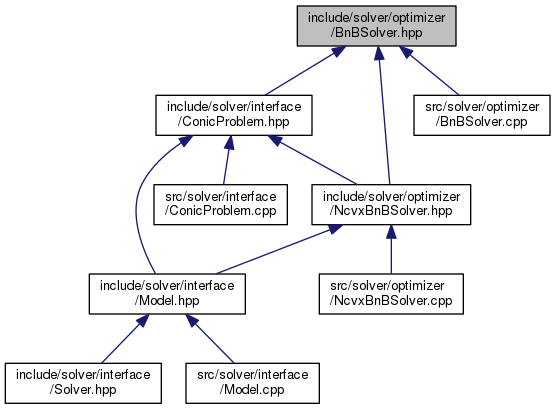 include/solver/optimizer
/BnBSolver.hpp
include/solver/interface
/ConicProblem.hpp
src/solver/optimizer
/BnBSolver.cpp
src/solver/interface
/ConicProblem.cpp
include/solver/optimizer
/NcvxBnBSolver.hpp
include/solver/interface
/Model.hpp
src/solver/optimizer
/NcvxBnBSolver.cpp
include/solver/interface
/Solver.hpp
src/solver/interface
/Model.cpp